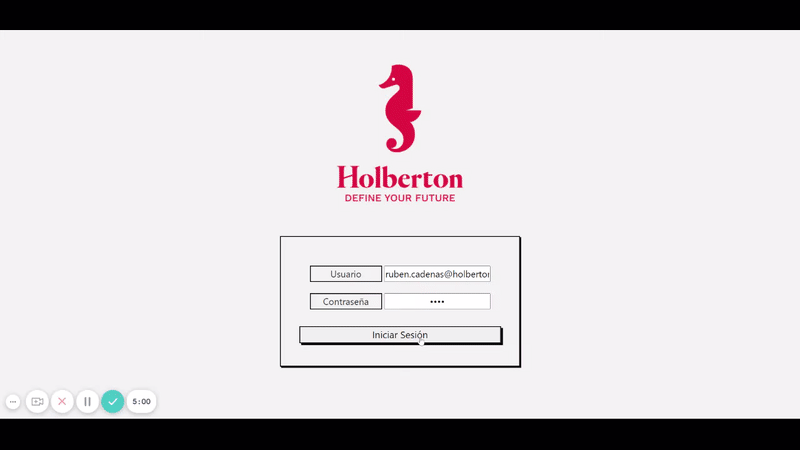 Holberton
DEFINE YOUR FUTURE
Usuario ruben.cadenas@holberton
Contraseña ••••
Iniciar Sesión
5:00